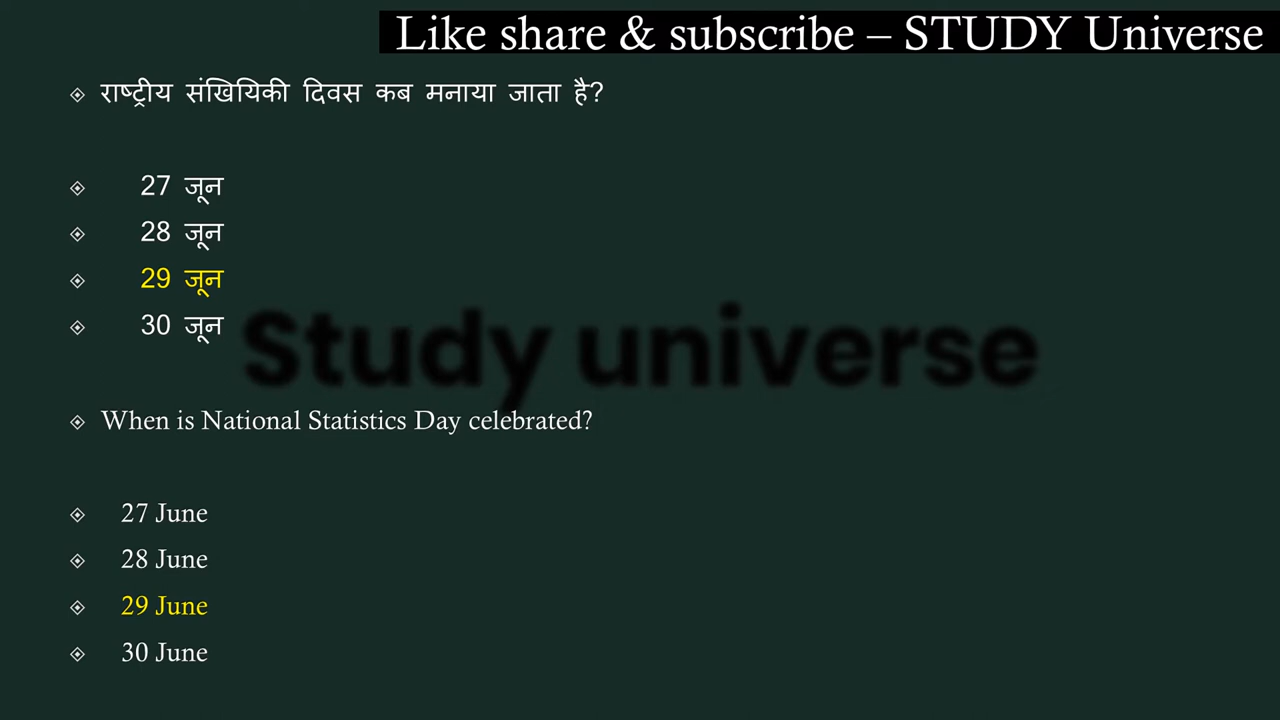 Like share & subscribe – STUDY Universe
राष्ट्रीय संखियिकी दिवस कब मनाया जाता है?
27 जून
28 जून
29 जून
30 जून
Study universe
When is National Statistics Day celebrated?
27 June
28 June
29 June
30 June